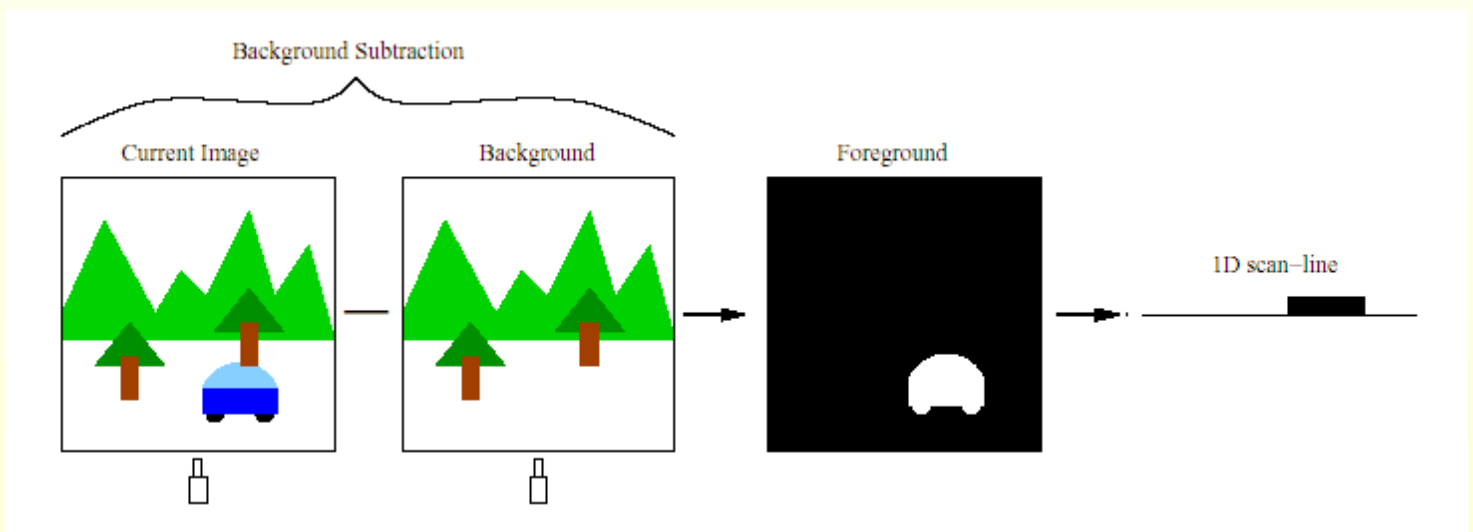 Background Subtraction
Current Image
Background
Foreground
1D scan−line